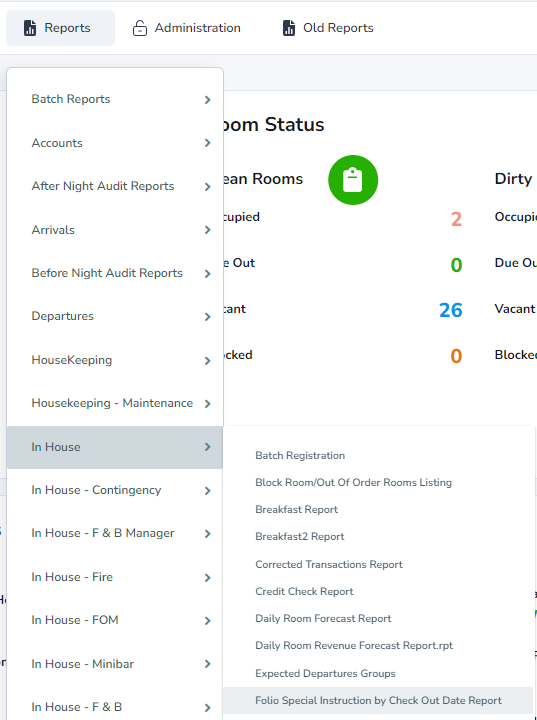 Reports
Administration
Old Reports
Batch Reports
Accounts
After Night Audit Reports
Arrivals
Before Night Audit Reports
Departures
HouseKeeping
Housekeeping - Maintenance
In House
In House - Contingency
In House - F & B Manager
In House - Fire
In House - FOM
In House - Minibar
In House - F & B
oom Status
ean Rooms
Dirty
cupied 2 Occupie
e Out 0 Due Ou
cant 26 Vacant
ocked 0 Blocked
Batch Registration
Block Room/Out Of Order Rooms Listing
Breakfast Report
Breakfast2 Report
Corrected Transactions Report
Credit Check Report
Daily Room Forecast Report
Daily Room Revenue Forecast Report.rpt
Expected Departures Groups
Folio Special Instruction by Check Out Date Report